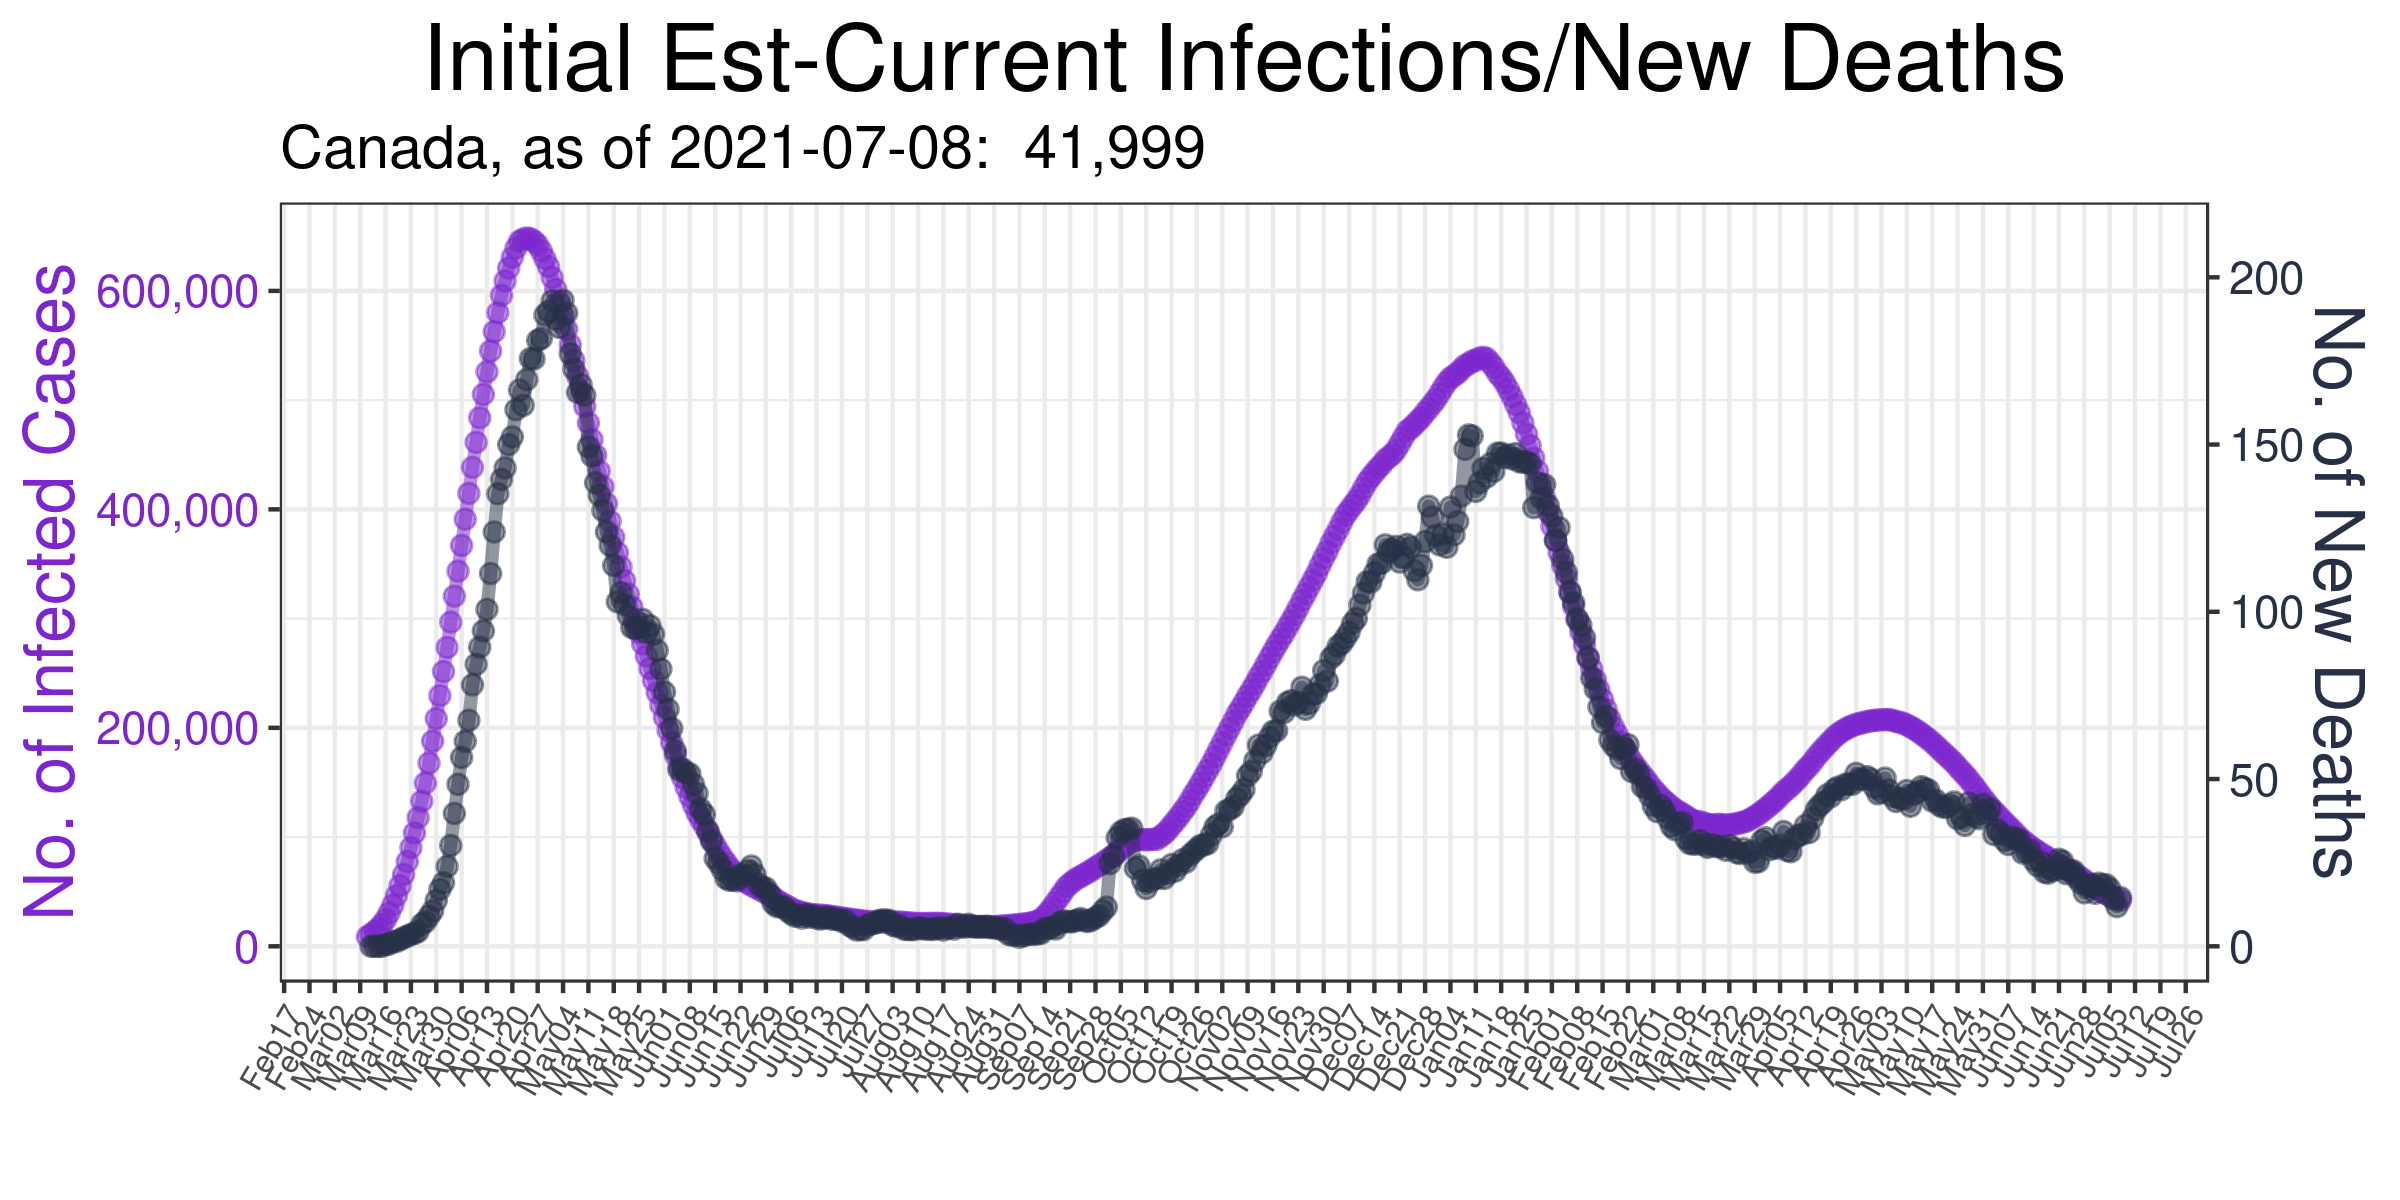 Initial Est-Current Infections/New Deaths
Canada, as of 2021-07-08:  41,999
No. of Infected Cases
600,000
400,000
200,000
0
200
150
100
50
0
No. of New Deaths
Feb17
Feb24
Mar02
Mar09
Mar16
Mar23
Mar30
Apr06
Apr13
Apr20
Apr27
May04
May11
May18
May25
Jun01
Jun08
Jun15
Jun22
Jun29
Jul06
Jul13
Jul20
Jul27
Aug03
Aug10
Aug17
Aug24
Aug31
Sep07
Sep14
Sep21
Sep28
Oct05
Oct12
Oct19
Oct26
Nov02
Nov09
Nov16
Nov23
Nov30
Dec07
Dec14
Dec21
Dec28
Jan04
Jan11
Jan18
Jan25
Feb01
Feb08
Feb15
Feb22
Mar01
Mar08
Mar15
Mar22
Mar29
Apr05
Apr12
Apr19
Apr26
May03
May10
May17
May24
May31
Jun07
Jun14
Jun21
Jun28
Jul05
Jul12
Jul19
Jul26